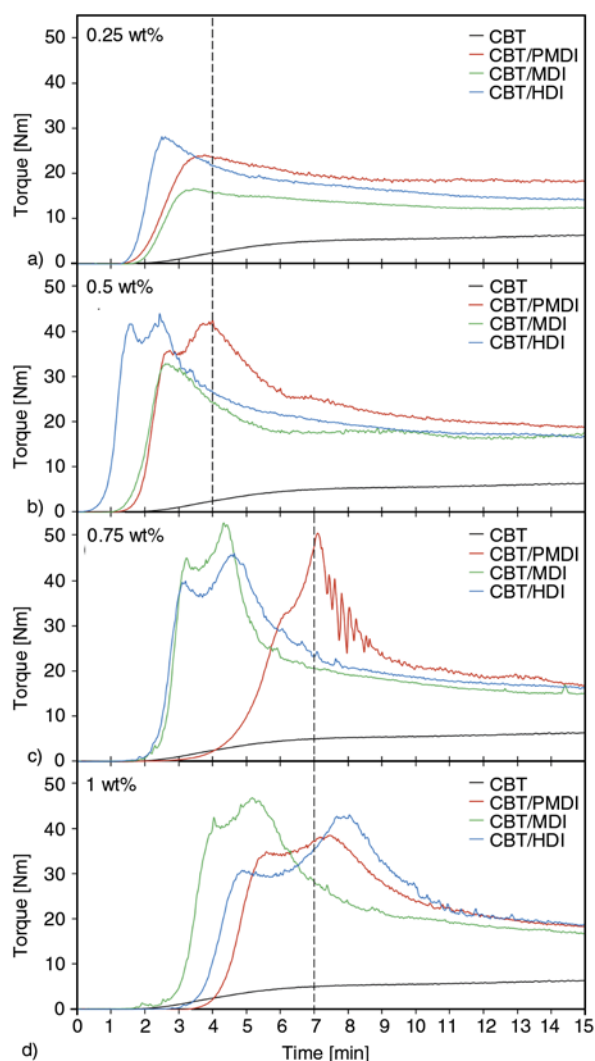 0.25 wt%
CBT
CBT/PMDI
CBT/MDI
CBT/HDI
50
40
30
20
10
0
Torque [Nm]
a)
0.5 wt%
CBT
CBT/PMDI
CBT/MDI
CBT/HDI
50
40
30
20
10
0
Torque [Nm]
b)
0.75 wt%
CBT
CBT/PMDI
CBT/MDI
CBT/HDI
50
40
30
20
10
0
Torque [Nm]
c)
1 wt%
CBT
CBT/PMDI
CBT/MDI
CBT/HDI
50
40
30
20
10
0
Torque [Nm]
0 1 2 3 4 5 6 7 8 9 10 11 12 13 14 15
d)
Time [min]